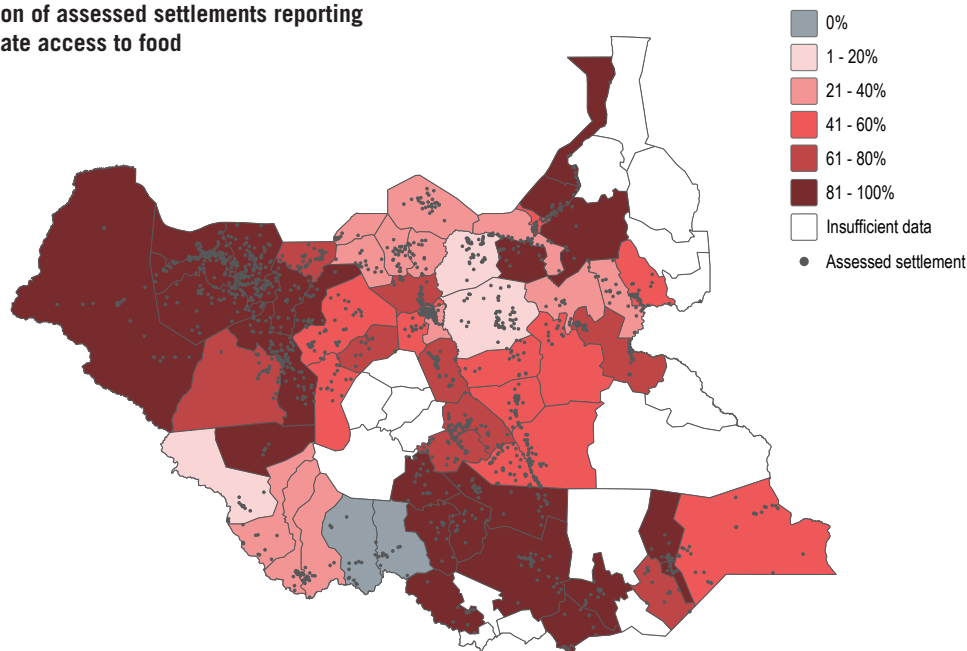 on of assessed settlements reporting
ate access to food
0%
1 - 20%
21 - 40%
41 - 60%
61 - 80%
81 - 100%
Insufficient data
Assessed settlement